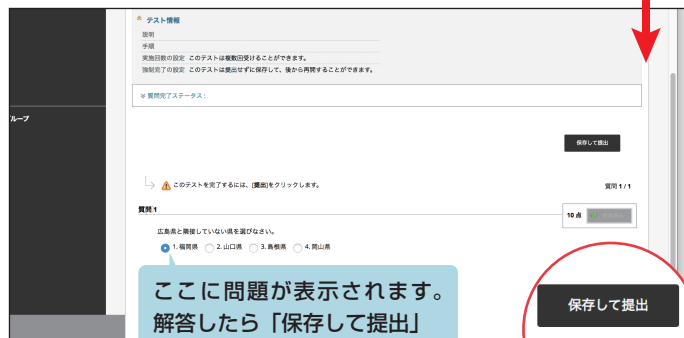 テスト情報
説明
手順
実施回数の設定 このテストは複数回受けることができます。
強制完了の設定 このテストは提出せずに保存して、後から再開することができます。
質問完了ステータス：
ループ
保存して提出
このテストを完了するには、[提出]をクリックします。
質問 1 / 1
質問 1
10 点
広島県と隣接していない県を選びなさい。
1. 福岡県 2. 山口県 3. 島根県 4. 岡山県
ここに問題が表示されます。
解答したら「保存して提出」
保存して提出